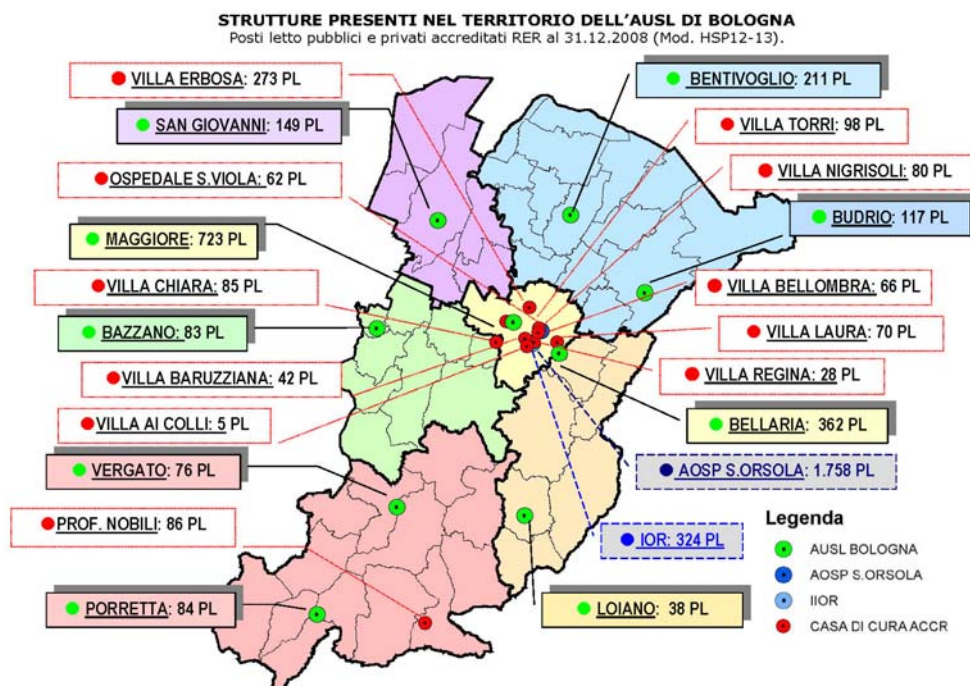 STRUTTURE PRESENTI NEL TERRITORIO DELL'AUSL DI BOLOGNA
Posti letto pubblici e privati accreditati RER al 31.12.2008 (Mod. HSP12-13).
VILLA ERBOSA: 273 PL
BENTIVOGLIO: 211 PL
SAN GIOVANNI: 149 PL
VILLA TORRI: 98 PL
OSPEDALE S.VIOLA: 62 PL
VILLA NIGRISOLI: 80 PL
BUDRIO: 117 PL
MAGGIORE: 723 PL
VILLA CHIARA: 85 PL
VILLA BELLOMBRA: 66 PL
BAZZANO: 83 PL
VILLA LAURA: 70 PL
VILLA BARUZZIANA: 42 PL
VILLA REGINA: 28 PL
VILLA AI COLLI: 5 PL
BELLARIA: 362 PL
VERGATO: 76 PL
AOSP S.ORSOLA: 1.758 PL
PROF. NOBILI: 86 PL
IOR: 324 PL
PORRETTA: 84 PL
LOIANO: 38 PL
Legenda
AUSL BOLOGNA
AOSP S.ORSOLA
IIOR
CASA DI CURA ACCR